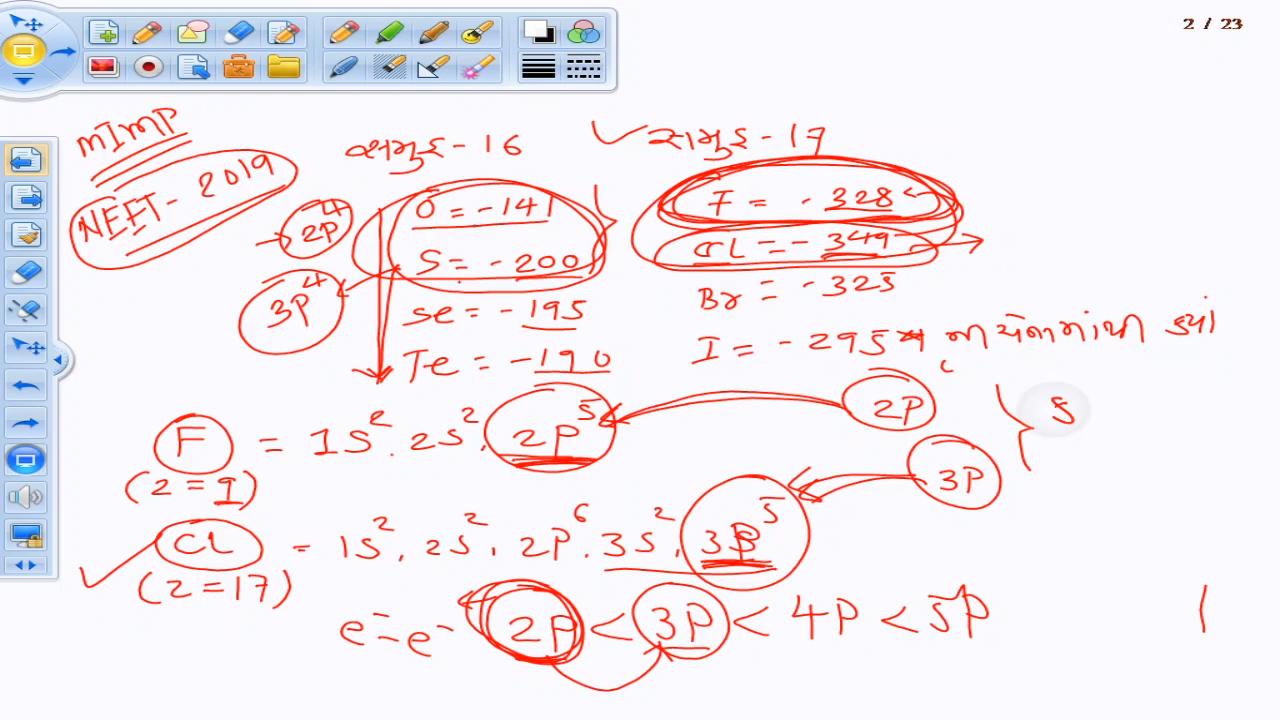 2 / 23
mImP
NEET - 2019
સમુહ - 16
સમુહ - 17
2p⁴
O = -141
F = - 328
S = - 200
CL = - 349
3p⁴
se = -195
Br = - 325
Te = -190
I = - 295
2P
F = 1S². 2S². 2P⁵
(Z = 9)
3P
CL = 1S², 2S², 2P⁶. 3S², 3P⁵
(Z = 17)
e⁻- e⁻ 2P < 3P < 4P < 5P